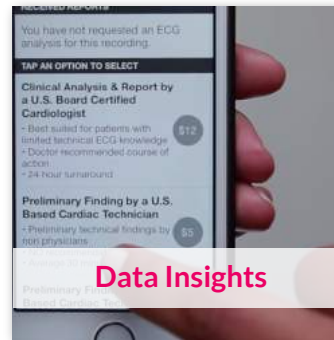 RECEIVED REPORTS
You have not requested an ECG
analysis for this recording.
TAP AN OPTION TO SELECT
Clinical Analysis & Report by
a U.S. Board Certified
Cardiologist
• Best suited for patients with
limited technical ECG knowledge
• Doctor recommended course of
action
• 24 hour turnaround
$12
Preliminary Finding by a U.S.
Based Cardiac Technician
• Preliminary technical findings by
non physicians
$5
Data Insights
Preliminary
Based Cardiac